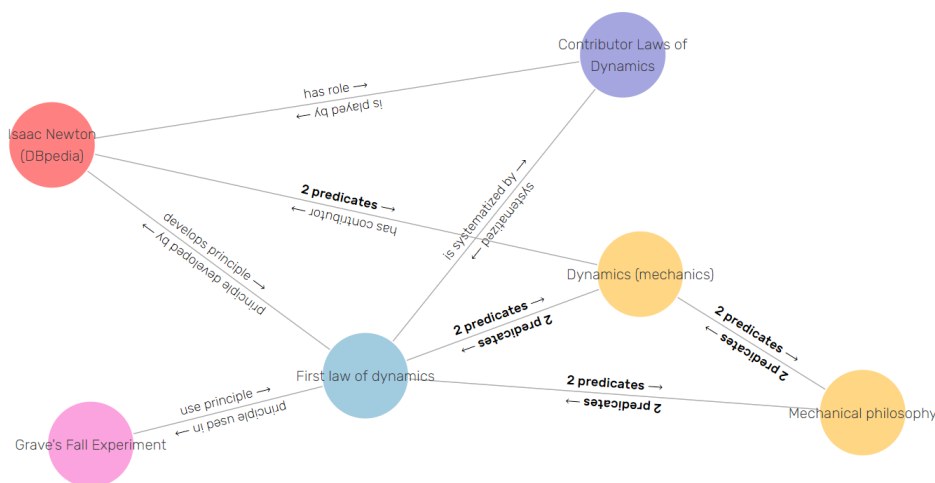 Contributor Laws of
Dynamics
has role →
is played by →
Isaac Newton
(DBpedia)
2 predicates →
has contributor →
is systematized by →
systematized →
develops principle →
principle developed by →
Dynamics (mechanics)
2 predicates →
2 predicates →
2 predicates →
2 predicates →
First law of dynamics
2 predicates →
2 predicates →
use principle →
principle used in →
Mechanical philosophy
Grave's Fall Experiment